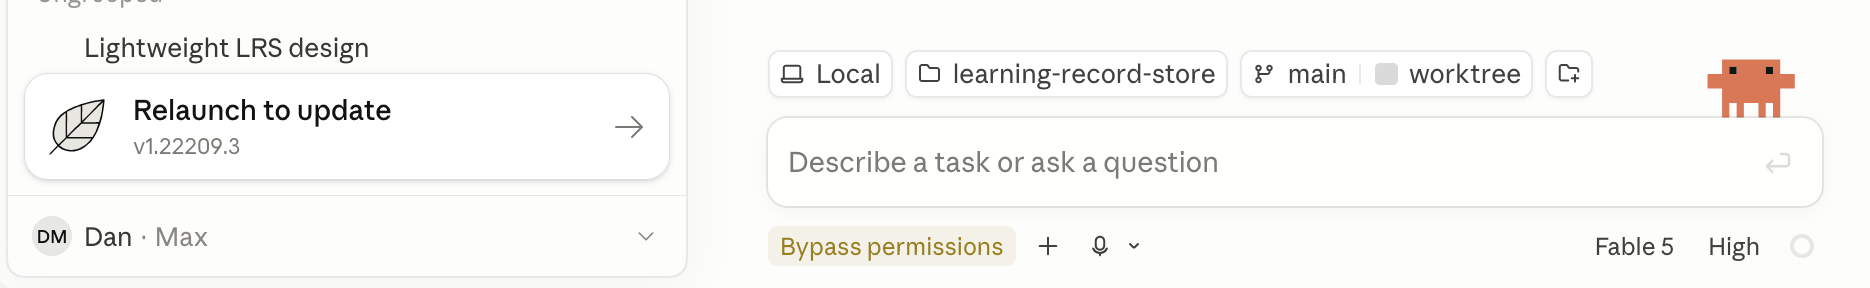 Ungrouped
Lightweight LRS design
Relaunch to update
v1.22209.3
DM Dan · Max
Local learning-record-store main worktree
Describe a task or ask a question
Bypass permissions
Fable 5 High